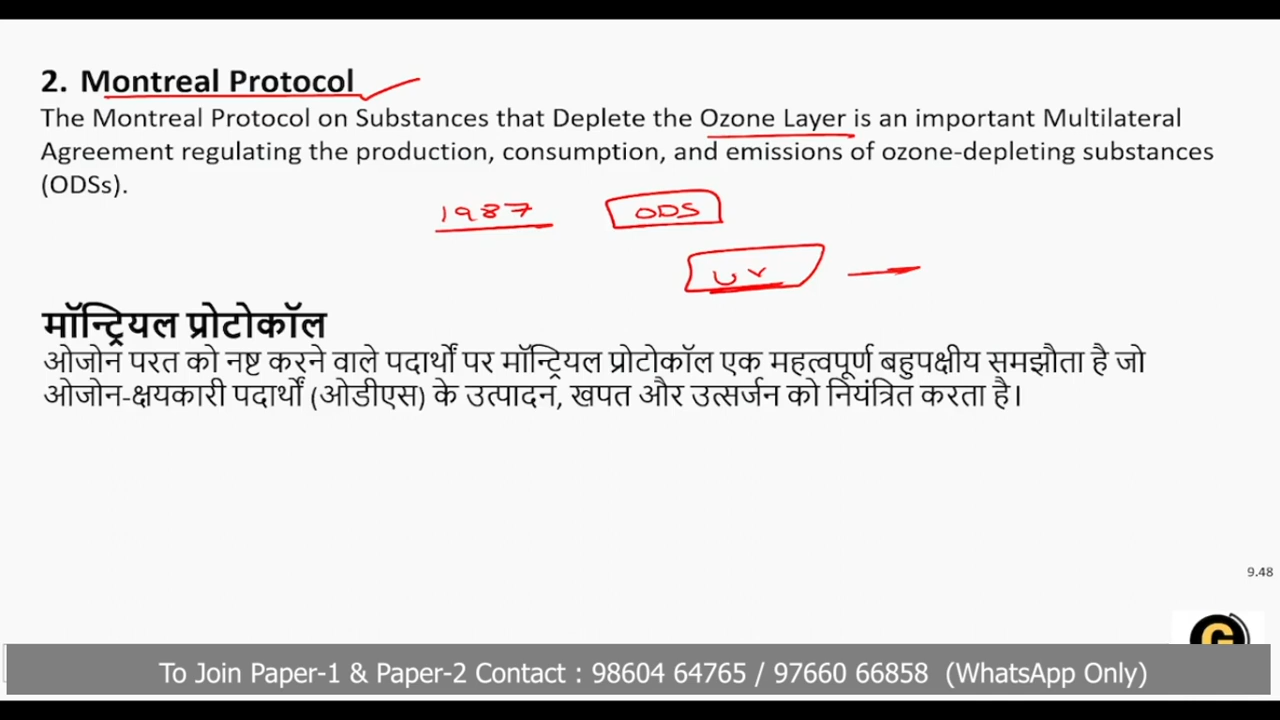 2. Montreal Protocol
The Montreal Protocol on Substances that Deplete the Ozone Layer is an important Multilateral
Agreement regulating the production, consumption, and emissions of ozone-depleting substances
(ODSs).
1987 ODS
UV
मॉन्ट्रियल प्रोटोकॉल
ओजोन परत को नष्ट करने वाले पदार्थों पर मॉन्ट्रियल प्रोटोकॉल एक महत्वपूर्ण बहुपक्षीय समझौता है जो
ओजोन-क्षयकारी पदार्थों (ओडीएस) के उत्पादन, खपत और उत्सर्जन को नियंत्रित करता है।
9.48
G
To Join Paper-1 & Paper-2 Contact : 98604 64765 / 97660 66858 (WhatsApp Only)